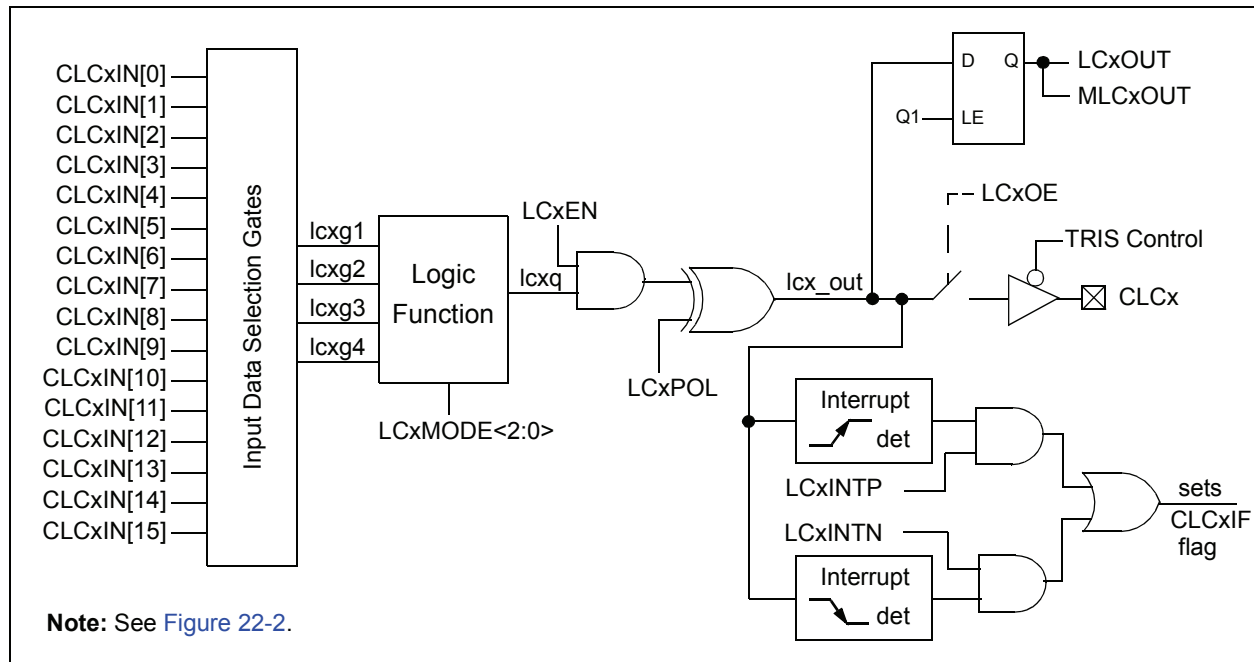 CLCxIN[0]
CLCxIN[1]
CLCxIN[2]
CLCxIN[3]
CLCxIN[4]
CLCxIN[5]
CLCxIN[6]
CLCxIN[7]
CLCxIN[8]
CLCxIN[9]
CLCxIN[10]
CLCxIN[11]
CLCxIN[12]
CLCxIN[13]
CLCxIN[14]
CLCxIN[15]
Input Data Selection Gates
lcxg1
lcxg2
lcxg3
lcxg4
Logic
Function
LCxMODE<2:0>
LCxEN
lcxq
LCxPOL
lcx_out
D Q
Q1
LE
LCxOUT
MLCxOUT
LCxOE
TRIS Control
CLCx
Interrupt
det
LCxINTP
LCxINTN
Interrupt
det
sets
CLCxIF
flag
Note: See Figure 22-2.